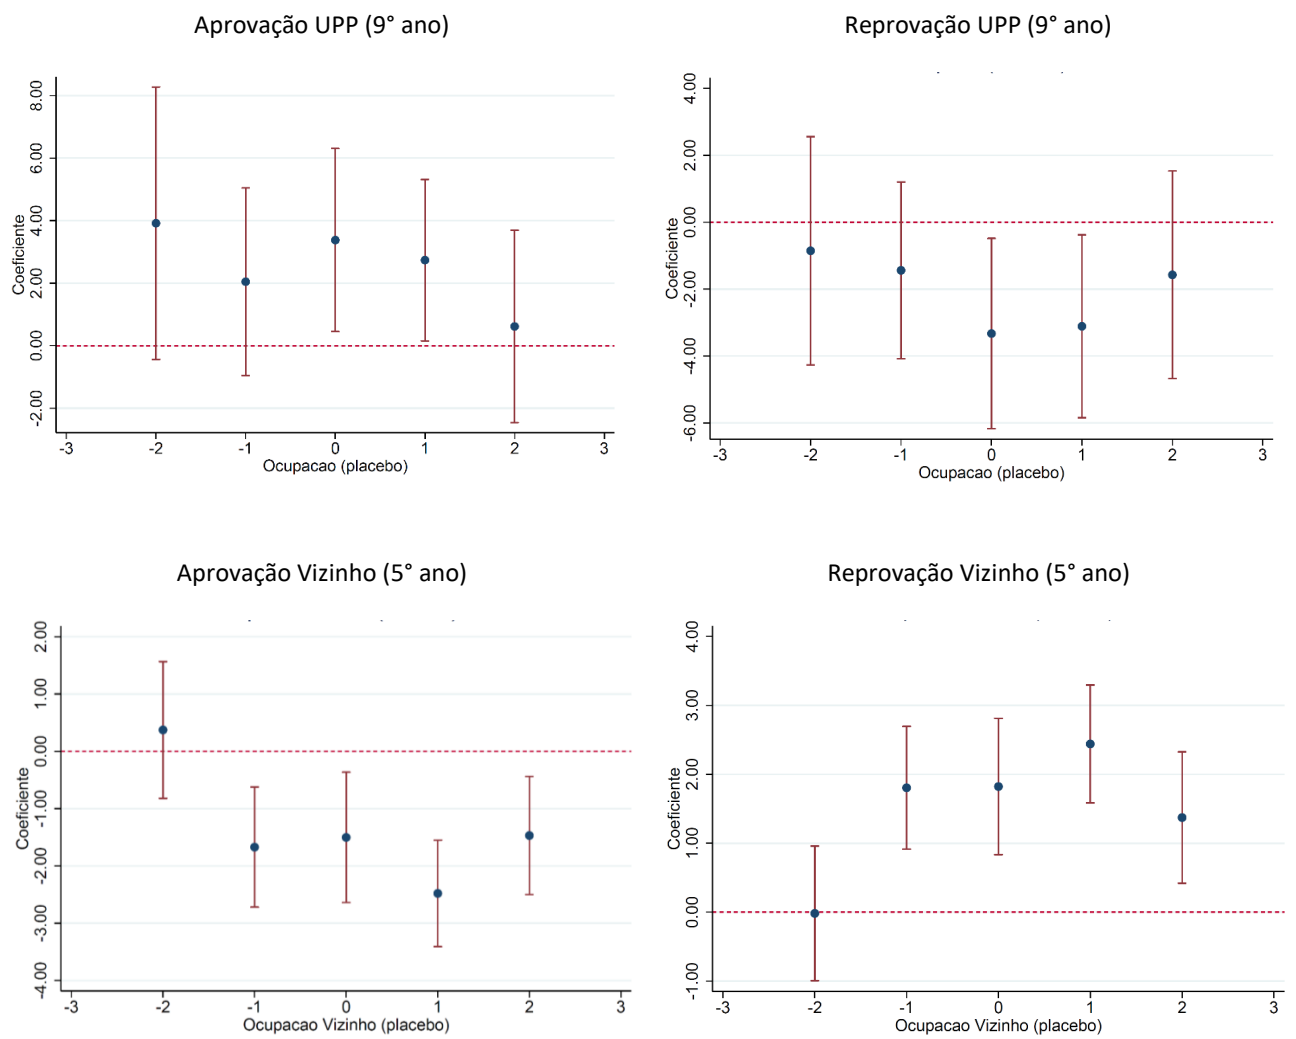 Aprovação UPP (9° ano)
8.00
6.00
4.00
2.00
0.00
-2.00
Coeficiente
-3 -2 -1 0 1 2 3
Ocupacao (placebo)
Reprovação UPP (9° ano)
4.00
2.00
0.00
-2.00
-4.00
-6.00
Coeficiente
-3 -2 -1 0 1 2 3
Ocupacao (placebo)
Aprovação Vizinho (5° ano)
2.00
1.00
0.00
-1.00
-2.00
-3.00
-4.00
Coeficiente
-3 -2 -1 0 1 2 3
Ocupacao Vizinho (placebo)
Reprovação Vizinho (5° ano)
4.00
3.00
2.00
1.00
0.00
-1.00
Coeficiente
-3 -2 -1 0 1 2 3
Ocupacao Vizinho (placebo)